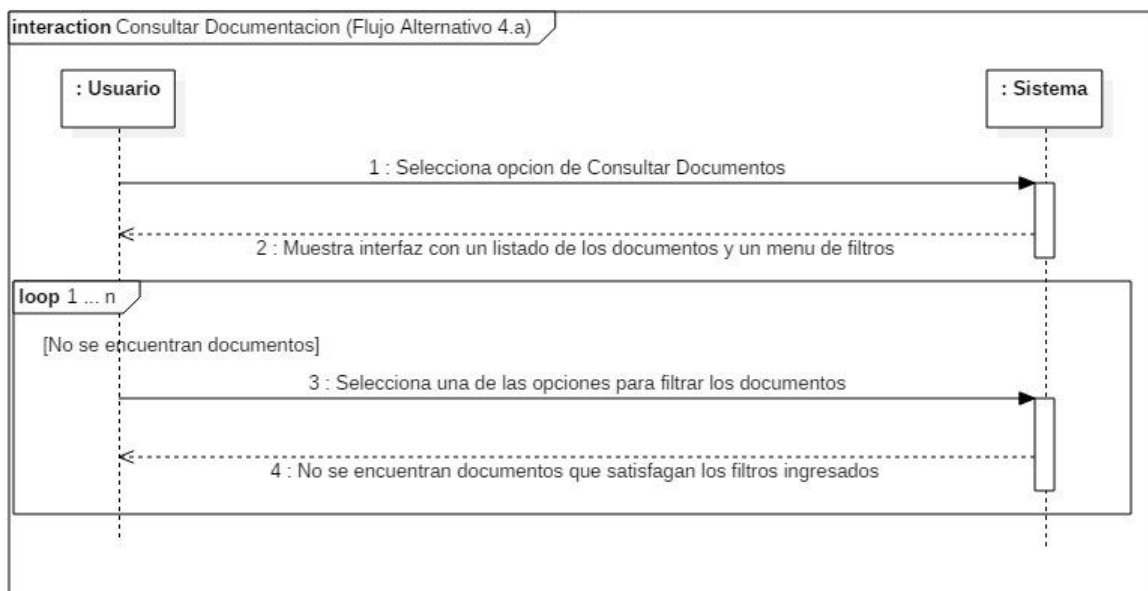 interaction Consultar Documentacion (Flujo Alternativo 4.a)
: Usuario
: Sistema
1 : Selecciona opcion de Consultar Documentos
2 : Muestra interfaz con un listado de los documentos y un menu de filtros
loop 1 ... n
[No se encuentran documentos]
3 : Selecciona una de las opciones para filtrar los documentos
4 : No se encuentran documentos que satisfagan los filtros ingresados